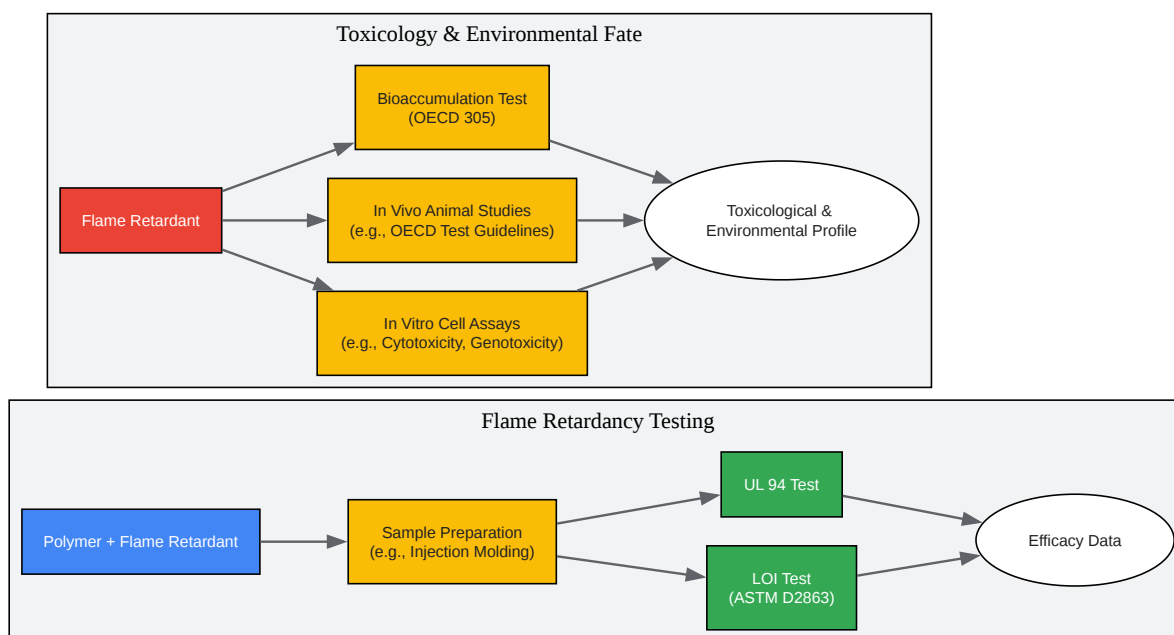 Toxicology & Environmental Fate
Bioaccumulation Test
(OECD 305)
Flame Retardant
In Vivo Animal Studies
(e.g., OECD Test Guidelines)
Toxicological &
Environmental Profile
In Vitro Cell Assays
(e.g., Cytotoxicity, Genotoxicity)
Flame Retardancy Testing
Polymer + Flame Retardant
Sample Preparation
(e.g., Injection Molding)
UL 94 Test
LOI Test
(ASTM D2863)
Efficacy Data